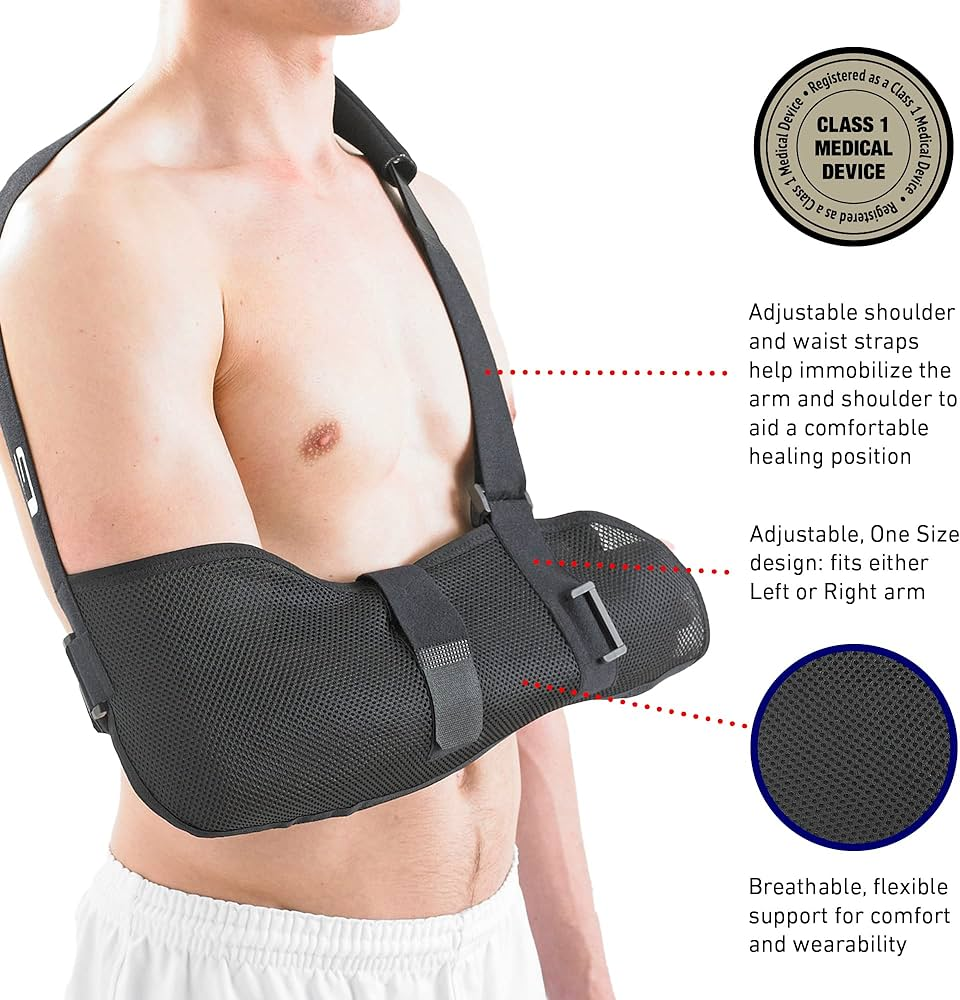 • Registered as a Class 1 Medical Device • Registered as a Class 1 Medical Device
CLASS 1
MEDICAL
DEVICE
Adjustable shoulder
and waist straps
help immobilize the
arm and shoulder to
aid a comfortable
healing position
Adjustable, One Size
design: fits either
Left or Right arm
Breathable, flexible
support for comfort
and wearability